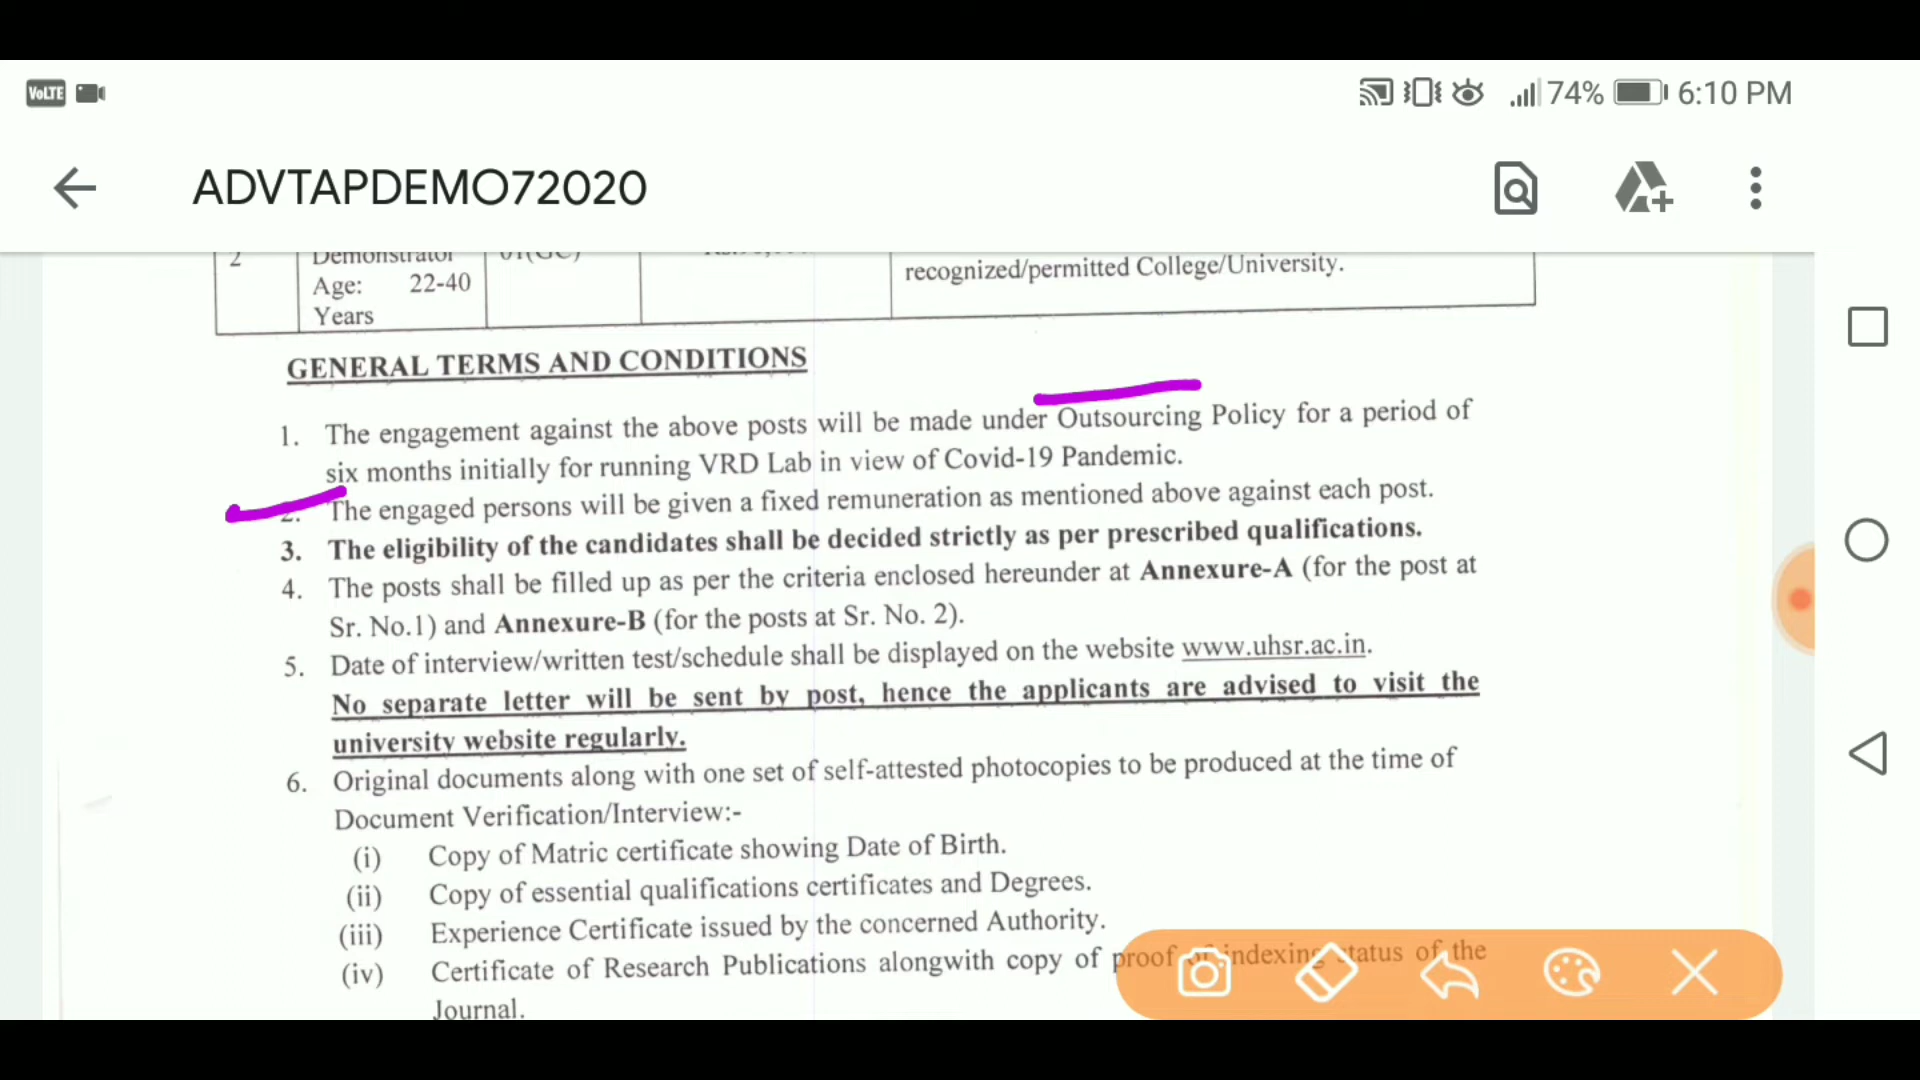 VoLTE 74% 6:10 PM
ADVTAPDEMO72020
2 Demonstrator 01(GC) recognized/permitted College/University.
Age: 22-40
Years
GENERAL TERMS AND CONDITIONS
1. The engagement against the above posts will be made under Outsourcing Policy for a period of
six months initially for running VRD Lab in view of Covid-19 Pandemic.
2. The engaged persons will be given a fixed remuneration as mentioned above against each post.
3. The eligibility of the candidates shall be decided strictly as per prescribed qualifications.
4. The posts shall be filled up as per the criteria enclosed hereunder at Annexure-A (for the post at
Sr. No.1) and Annexure-B (for the posts at Sr. No. 2).
5. Date of interview/written test/schedule shall be displayed on the website www.uhsr.ac.in.
No separate letter will be sent by post, hence the applicants are advised to visit the
university website regularly.
6. Original documents along with one set of self-attested photocopies to be produced at the time of
Document Verification/Interview:-
(i) Copy of Matric certificate showing Date of Birth.
(ii) Copy of essential qualifications certificates and Degrees.
(iii) Experience Certificate issued by the concerned Authority.
(iv) Certificate of Research Publications alongwith copy of proof of indexing status of the
Journal.